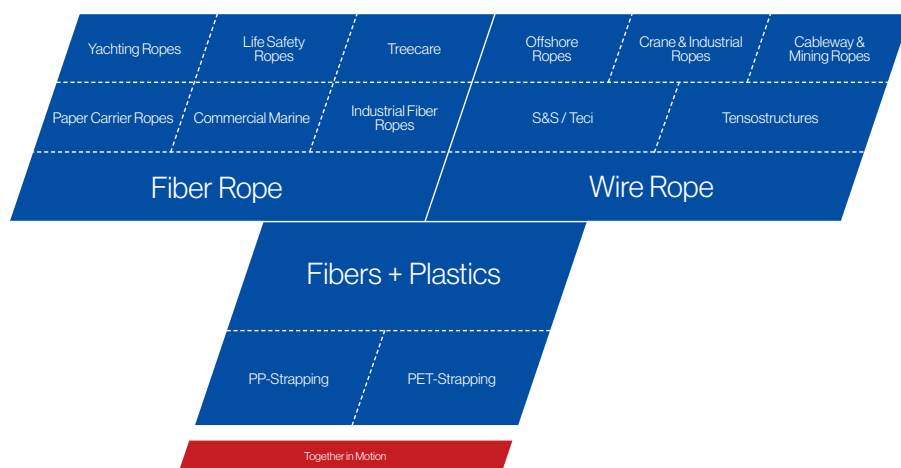 Yachting Ropes
Life Safety
Ropes
Treecare
Offshore
Ropes
Crane & Industrial
Ropes
Cableway &
Mining Ropes
Paper Carrier Ropes
Commercial Marine
Industrial Fiber
Ropes
S&S / Teci
Tensostructures
Fiber Rope
Wire Rope
Fibers + Plastics
PP-Strapping
PET-Strapping
Together in Motion